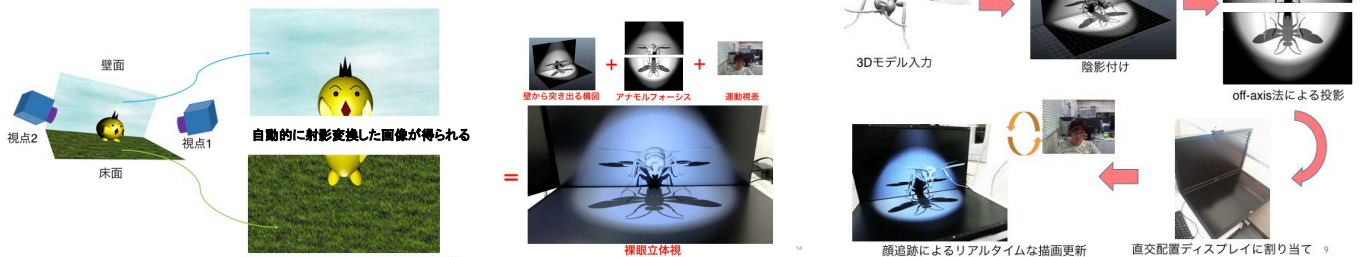 壁面
視点2
視点1
床面
自動的に射影変換した画像が得られる
+
+
壁から突き出る構図
アナモルフォーシス
運動視差
=
裸眼立体視
14
3Dモデル入力
陰影付け
off-axis法による投影
顔追跡によるリアルタイムな描画更新
直交配置ディスプレイに割り当て
9